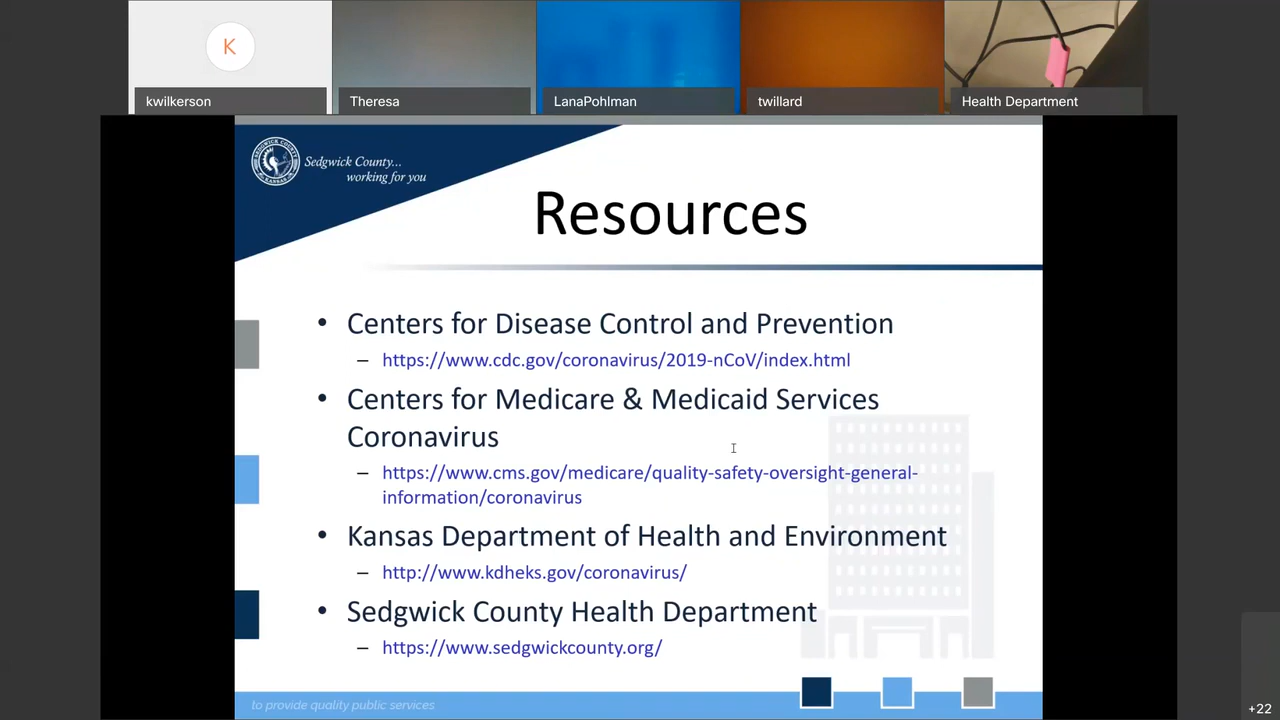 K
kwilkerson
Theresa
LanaPohlman
twillard
Health Department
Sedgwick County...
working for you
Resources
• Centers for Disease Control and Prevention
– https://www.cdc.gov/coronavirus/2019-nCoV/index.html
• Centers for Medicare & Medicaid Services
Coronavirus
– https://www.cms.gov/medicare/quality-safety-oversight-general-
information/coronavirus
• Kansas Department of Health and Environment
– http://www.kdheks.gov/coronavirus/
• Sedgwick County Health Department
– https://www.sedgwickcounty.org/
to provide quality public services
+22